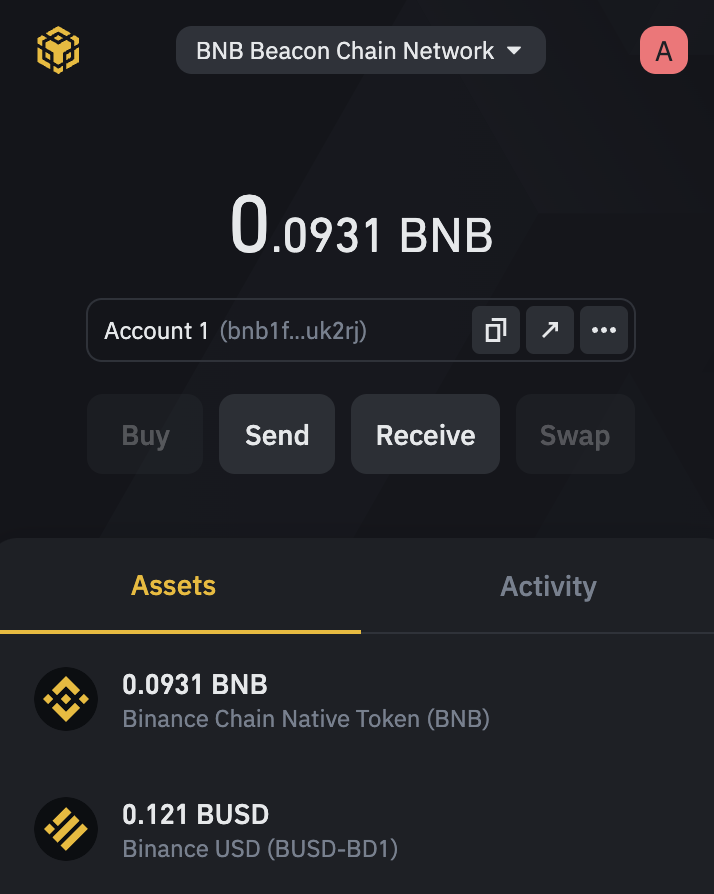 BNB Beacon Chain Network
A
0.0931 BNB
Account 1 (bnb1f...uk2rj)
Buy Send Receive Swap
Assets Activity
0.0931 BNB
Binance Chain Native Token (BNB)
0.121 BUSD
Binance USD (BUSD-BD1)